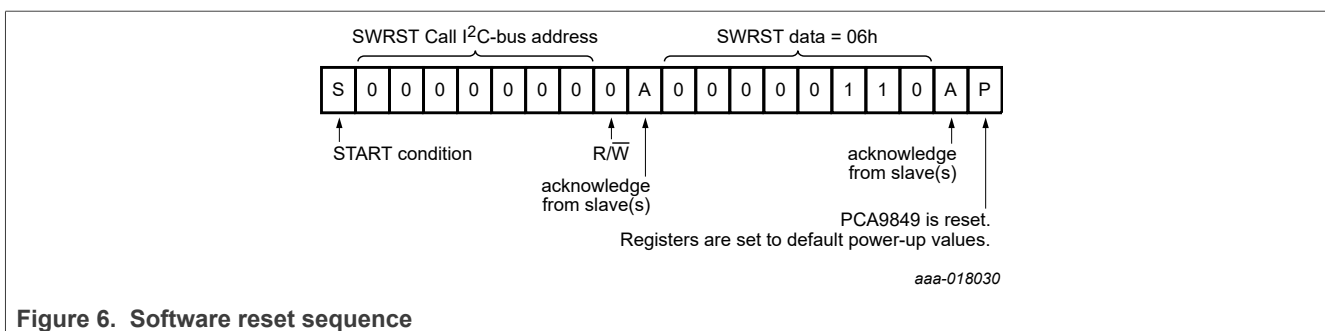 SWRST Call I²C-bus address SWRST data = 06h
S 0 0 0 0 0 0 0 0 A 0 0 0 0 0 1 1 0 A P
START condition R/W̅ acknowledge
acknowledge from slave(s)
from slave(s)
PCA9849 is reset.
Registers are set to default power-up values.
aaa-018030
Figure 6. Software reset sequence